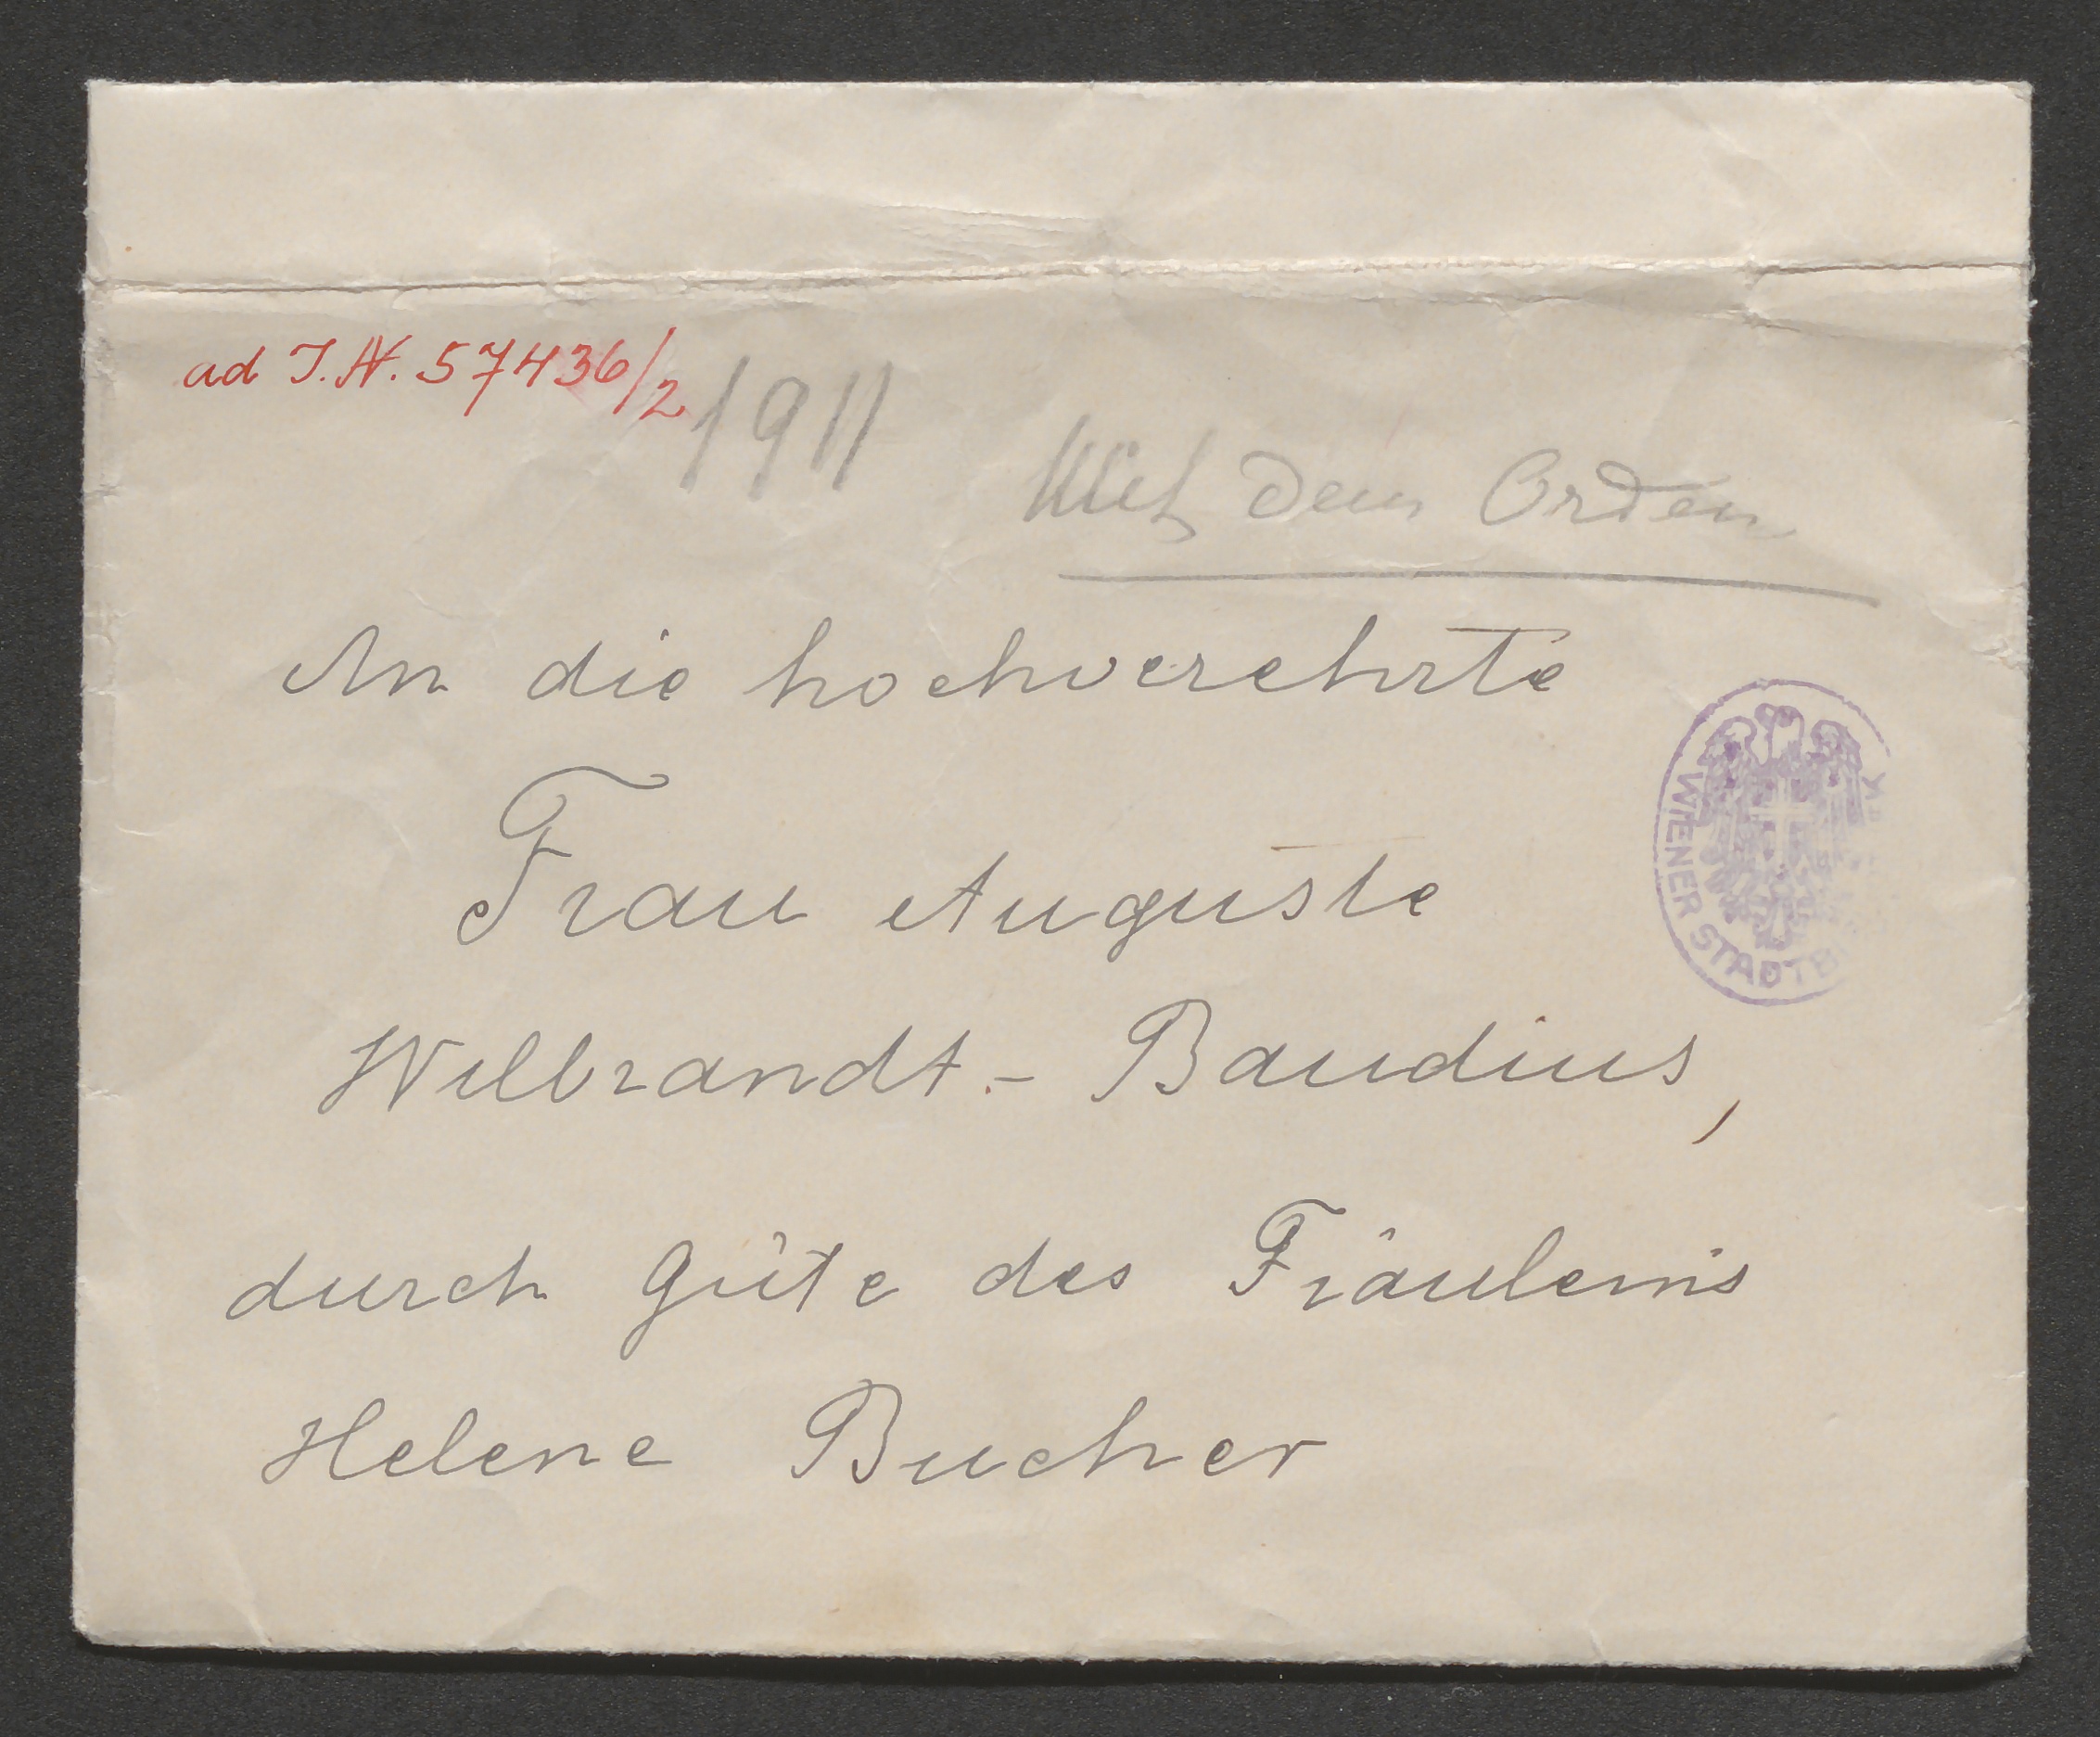 ad J.N. 57436/2
1911
Mit dem Orden
An die hochverehrte
Frau Auguste
Wilbrandt-Baudius,
durch Güte des Fräuleins
Helene Bucher
WIENER STADTB